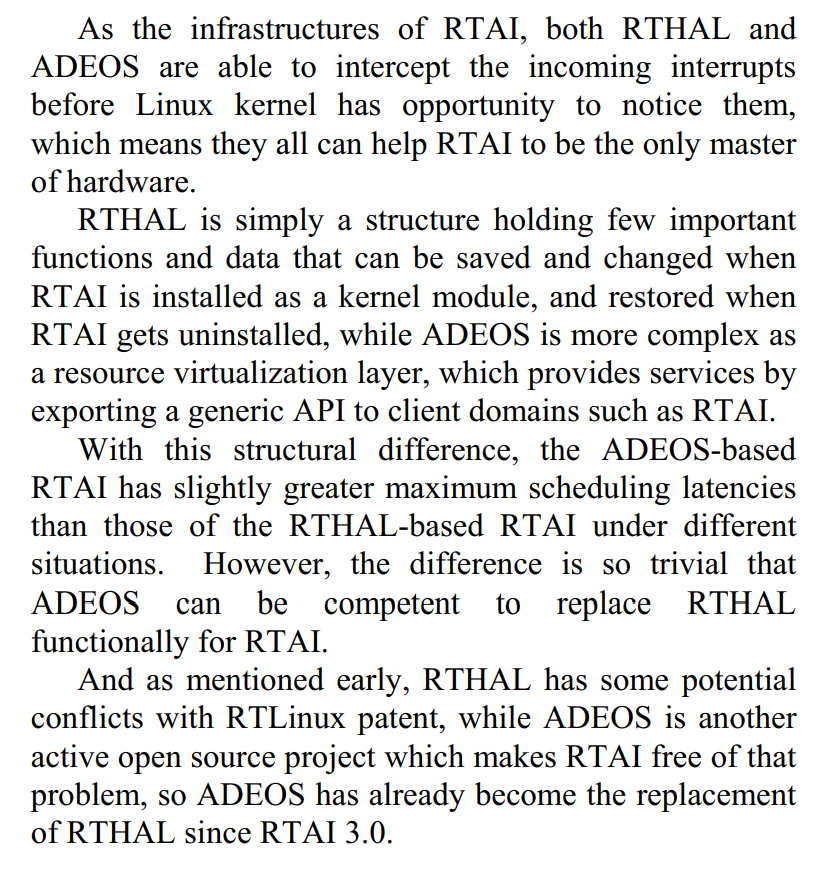 As the infrastructures of RTAI, both RTHAL and
ADEOS are able to intercept the incoming interrupts
before Linux kernel has opportunity to notice them,
which means they all can help RTAI to be the only master
of hardware.
RTHAL is simply a structure holding few important
functions and data that can be saved and changed when
RTAI is installed as a kernel module, and restored when
RTAI gets uninstalled, while ADEOS is more complex as
a resource virtualization layer, which provides services by
exporting a generic API to client domains such as RTAI.
With this structural difference, the ADEOS-based
RTAI has slightly greater maximum scheduling latencies
than those of the RTHAL-based RTAI under different
situations. However, the difference is so trivial that
ADEOS can be competent to replace RTHAL
functionally for RTAI.
And as mentioned early, RTHAL has some potential
conflicts with RTLinux patent, while ADEOS is another
active open source project which makes RTAI free of that
problem, so ADEOS has already become the replacement
of RTHAL since RTAI 3.0.